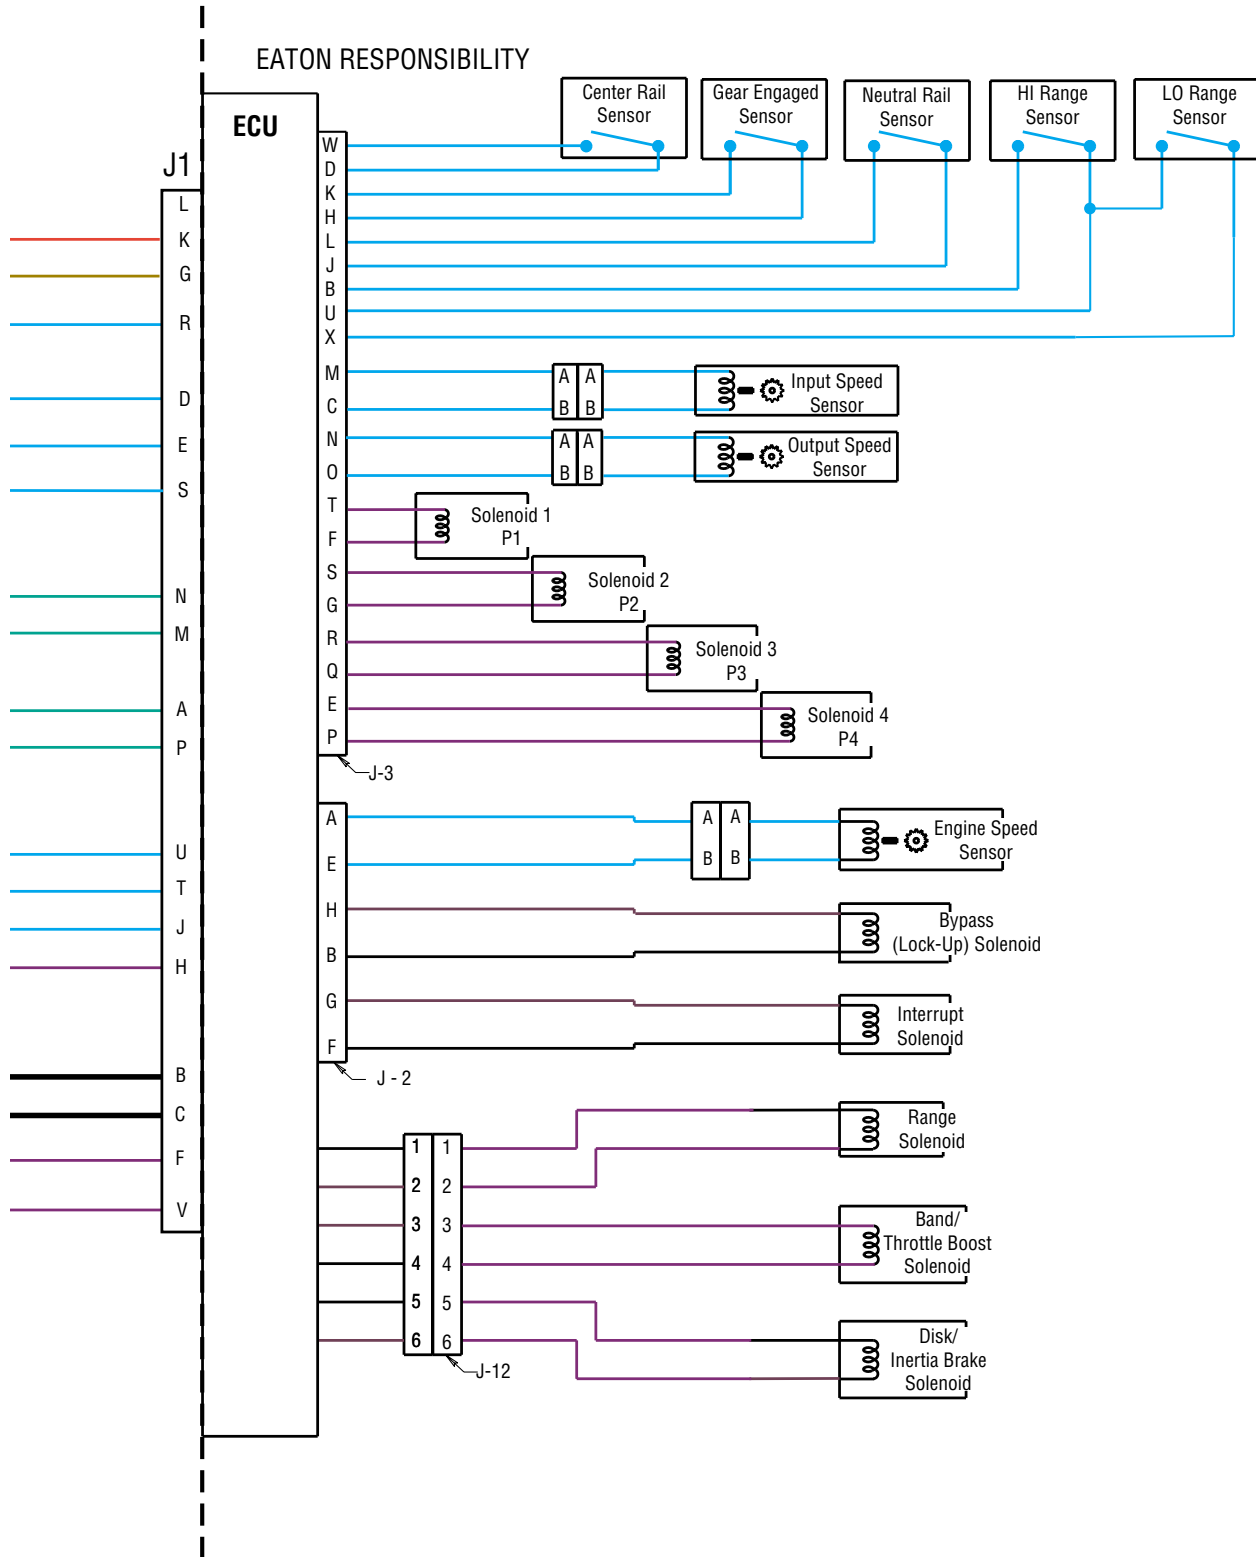 EATON RESPONSIBILITY
ECU
J1
L
K
G
R
D
E
S
N
M
A
P
U
T
J
H
B
C
F
V
W
D
K
H
L
J
B
U
X
M
C
N
O
T
F
S
G
R
Q
E
P
J-3
Center Rail
Sensor
Gear Engaged
Sensor
Neutral Rail
Sensor
HI Range
Sensor
LO Range
Sensor
A A
B B
Input Speed
Sensor
A A
B B
Output Speed
Sensor
Solenoid 1
P1
Solenoid 2
P2
Solenoid 3
P3
Solenoid 4
P4
A
E
H
B
G
F
J - 2
A A
B B
Engine Speed
Sensor
Bypass
(Lock-Up) Solenoid
Interrupt
Solenoid
1 1
2 2
3 3
4 4
5 5
6 6
J-12
Range
Solenoid
Band/
Throttle Boost
Solenoid
Disk/
Inertia Brake
Solenoid